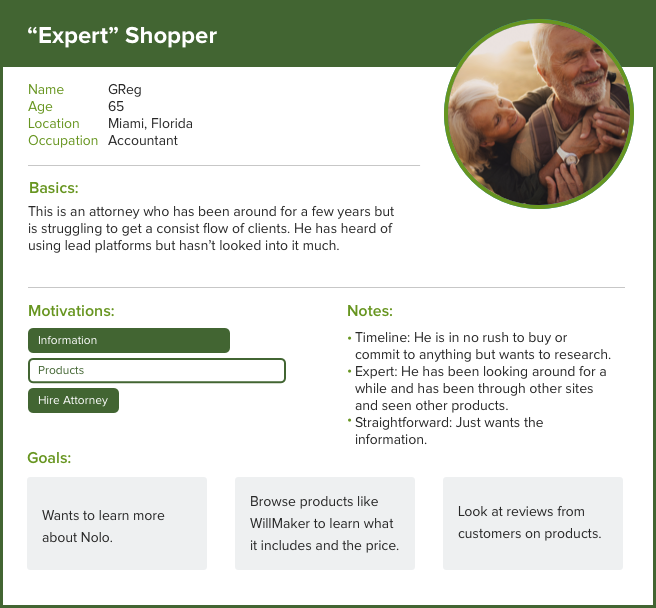 “Expert” Shopper
Name GReg
Age 65
Location Miami, Florida
Occupation Accountant
Basics:
This is an attorney who has been around for a few years but
is struggling to get a consist flow of clients. He has heard of
using lead platforms but hasn’t looked into it much.
Motivations:
Information
Products
Hire Attorney
Notes:
• Timeline: He is in no rush to buy or
commit to anything but wants to research.
• Expert: He has been looking around for a
while and has been through other sites
and seen other products.
• Straightforward: Just wants the
information.
Goals:
Wants to learn more
about Nolo.
Browse products like
WillMaker to learn what
it includes and the price.
Look at reviews from
customers on products.